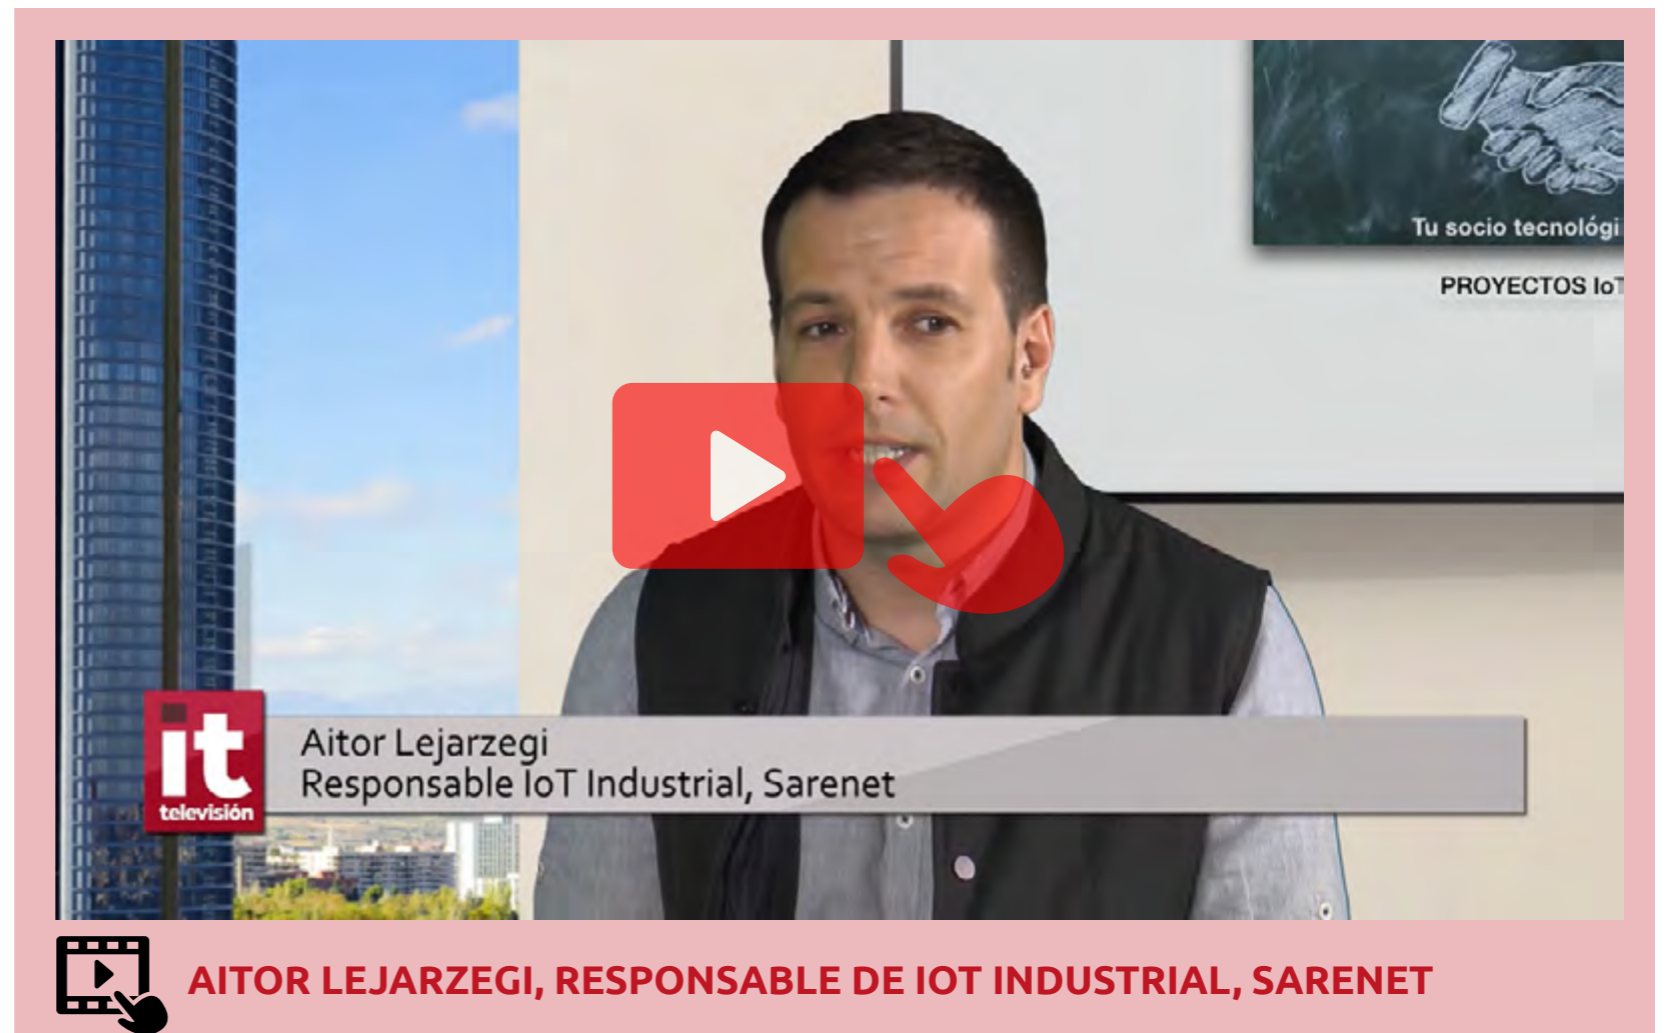 Tu socio tecnológi
PROYECTOS IoT
it
televisión
Aitor Lejarzegi
Responsable IoT Industrial, Sarenet
AITOR LEJARZEGI, RESPONSABLE DE IOT INDUSTRIAL, SARENET